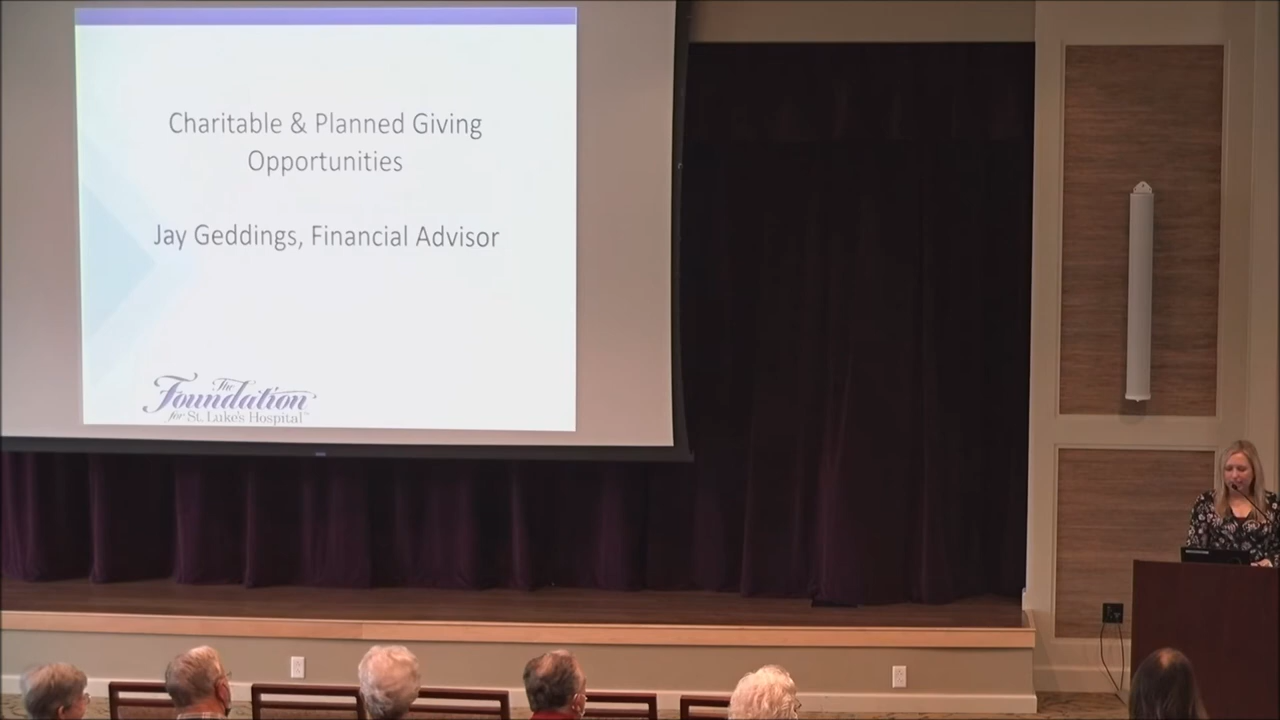 Charitable & Planned Giving
Opportunities
Jay Geddings, Financial Advisor
The
Foundation
for St. Luke's Hospital